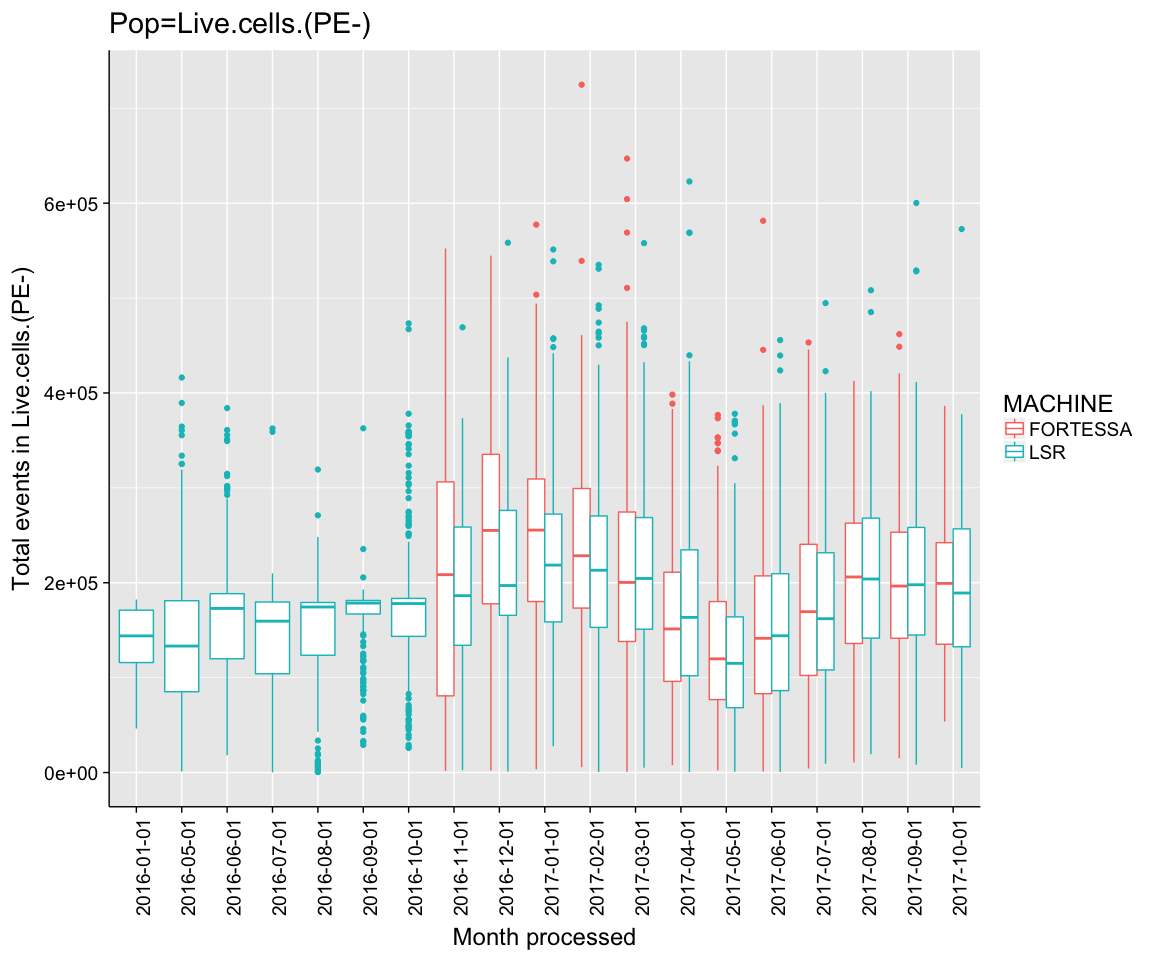 Pop=Live.cells.(PE-)
Total events in Live.cells.(PE-)
6e+05
4e+05
2e+05
0e+00
2016-01-01
2016-05-01
2016-06-01
2016-07-01
2016-08-01
2016-09-01
2016-10-01
2016-11-01
2016-12-01
2017-01-01
2017-02-01
2017-03-01
2017-04-01
2017-05-01
2017-06-01
2017-07-01
2017-08-01
2017-09-01
2017-10-01
Month processed
MACHINE
FORTESSA
LSR